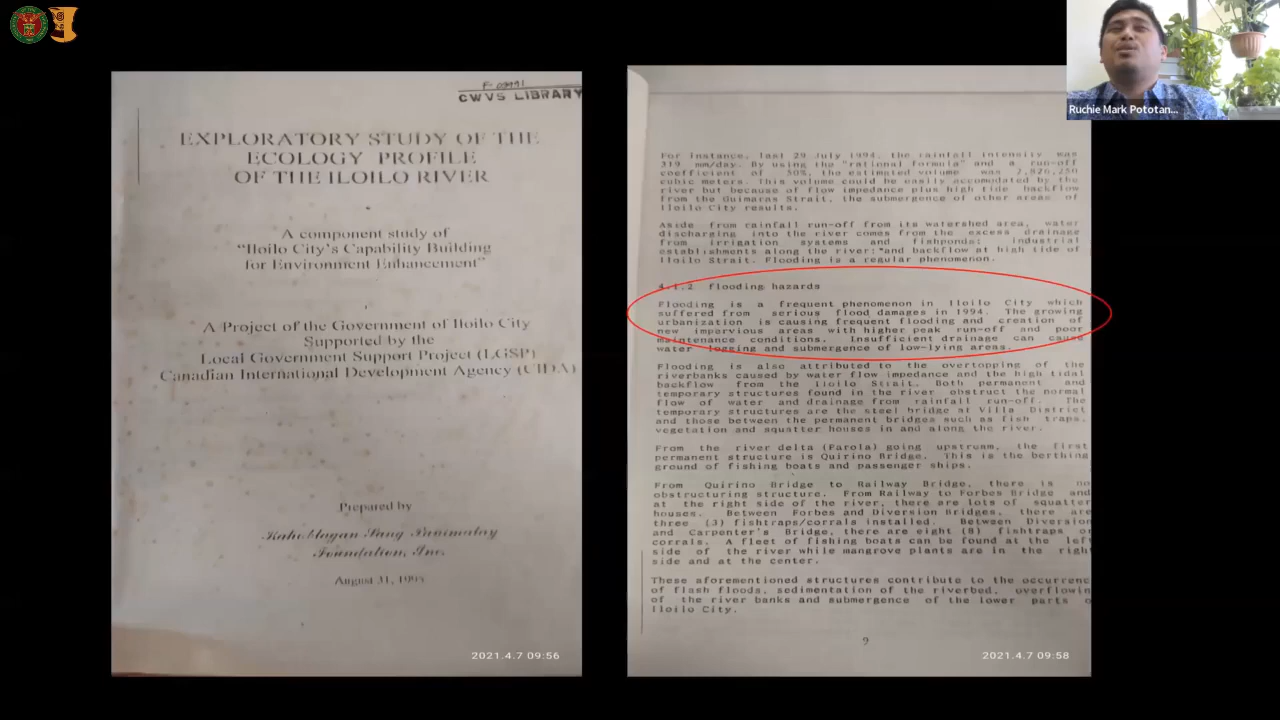 F-09991
CWVS LIBRARY
EXPLORATORY STUDY OF THE
ECOLOGY PROFILE
OF THE ILOILO RIVER
A component study of
"Iloilo City's Capability Building
for Environment Enhancement"
A Project of the Government of Iloilo City
Supported by the
Local Government Support Project (LGSP)
Canadian International Development Agency (CIDA)
Prepared by
Kahublagan Sang Panimalay
Foundation, Inc.
August 31, 1995
2021.4.7 09:56
For instance, last 29 July 1994, the rainfall intensity was
319 mm/day. By using the "rational formula" and a run-off
coefficient of 50%, the estimated volume was 2,826,250
cubic meters. This volume could be easily accomodated by the
river but because of flow impedance plus high tide backflow
from the Guimaras Strait, the submergence of other areas of
Iloilo City results.
Aside from rainfall run-off from its watershed area, water
discharging into the river comes from the excess drainage
from irrigation systems and fishponds; industrial
establishments along the river; and backflow at high tide of
Iloilo Strait. Flooding is a regular phenomenon.
4.1.2 flooding hazards
Flooding is a frequent phenomenon in Iloilo City which
suffered from serious flood damages in 1994. The growing
urbanization is causing frequent flooding and creation of
new impervious areas with higher peak run-off and poor
maintenance conditions. Insufficient drainage can cause
water logging and submergence of low-lying areas.
Flooding is also attributed to the overtopping of the
riverbanks caused by water flow impedance and the high tidal
backflow from the Iloilo Strait. Both permanent and
temporary structures found in the river obstruct the normal
flow of water and drainage from rainfall run-off. The
temporary structures are the steel bridge at Villa District
and those between the permanent bridges such as fish traps,
vegetation and squatter houses in and along the river.
From the river delta (Parola) going upstream, the first
permanent structure is Quirino Bridge. This is the berthing
ground of fishing boats and passenger ships.
From Quirino Bridge to Railway Bridge, there is no
obstructuring structure. From Railway to Forbes Bridge and
at the right side of the river, there are lots of squatter
houses. Between Forbes and Diversion Bridges, there are
three (3) fishtraps/corrals installed. Between Diversion
and Carpenter's Bridge, there are eight (8) fishtraps or
corrals. A fleet of fishing boats can be found at the left
side of the river while mangrove plants are in the right
side and at the center.
These aforementioned structures contribute to the occurrenc
of flash floods, sedimentation of the riverbed, overflowin
of the river banks and submergence of the lower parts o
Iloilo City.
9
2021.4.7 09:58
Ruchie Mark Pototan...